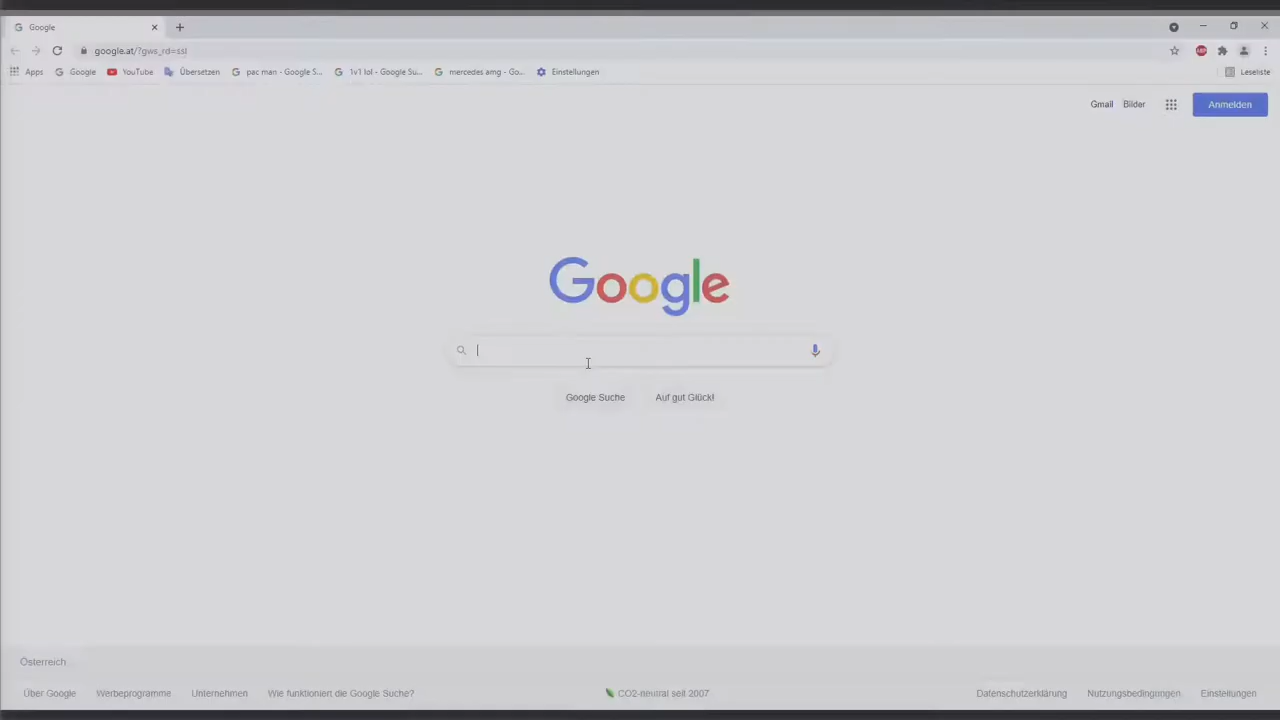 Google
google.at/?gws_rd=ssl
Apps Google YouTube Übersetzen pac man - Google S... 1v1 lol - Google Su... mercedes amg - Go... Einstellungen Leseliste
Gmail Bilder Anmelden
Google
Google Suche Auf gut Glück!
Österreich
Über Google Werbeprogramme Unternehmen Wie funktioniert die Google Suche? CO2-neutral seit 2007 Datenschutzerklärung Nutzungsbedingungen Einstellungen